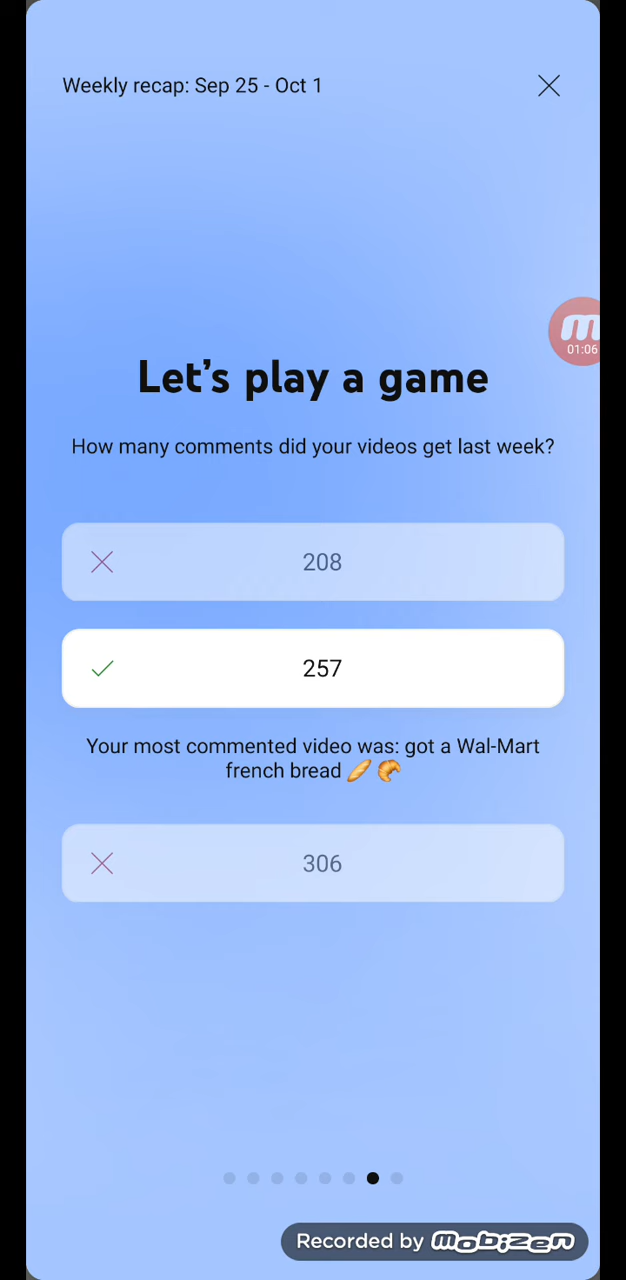 Weekly recap: Sep 25 - Oct 1
01:06
Let's play a game
How many comments did your videos get last week?
208
257
Your most commented video was: got a Wal-Mart
french bread 🥖 🥐
306
Recorded by mobizen